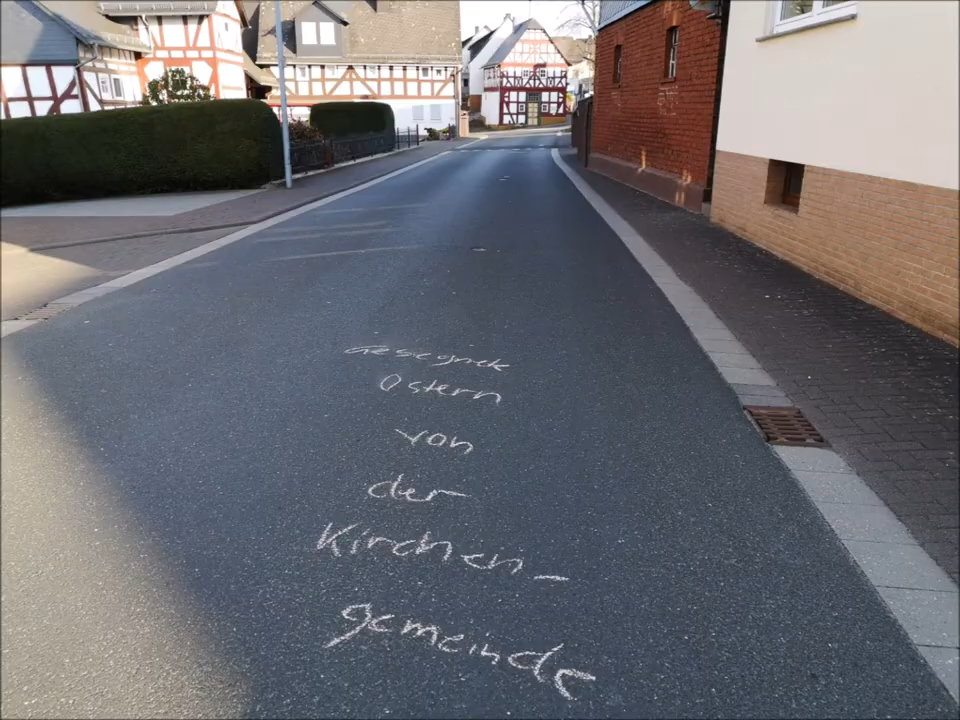 Gesegnete
Ostern
von
der
Kirchen-
gemeinde